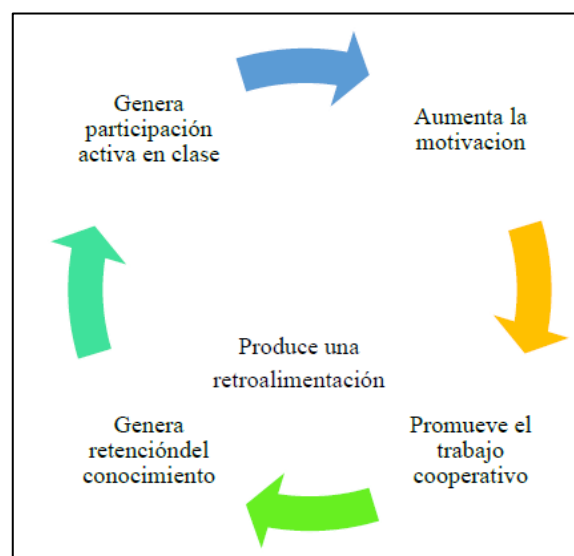 Genera
participación
activa en clase
Aumenta la
motivacion
Produce una
retroalimentación
Genera
retencióndel
conocimiento
Promueve el
trabajo
cooperativo